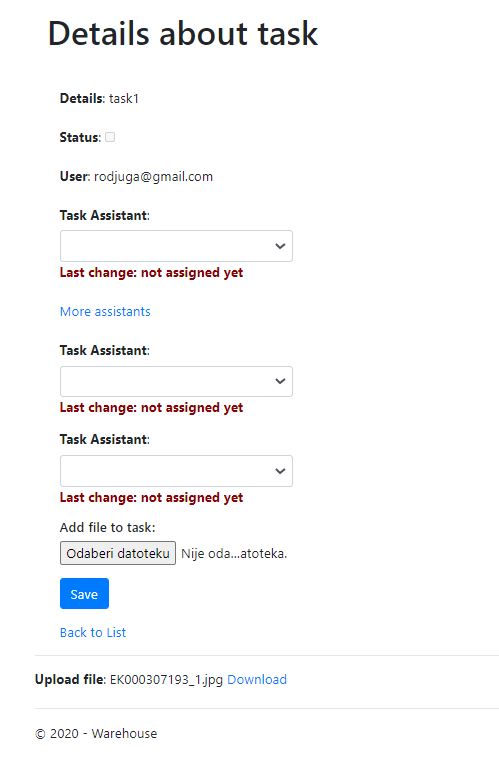 Details about task
Details: task1
Status:
User: rodjuga@gmail.com
Task Assistant:
Last change: not assigned yet
More assistants
Task Assistant:
Last change: not assigned yet
Task Assistant:
Last change: not assigned yet
Add file to task:
Odaberi datoteku Nije oda...atoteka.
Save
Back to List
Upload file: EK000307193_1.jpg Download
© 2020 - Warehouse